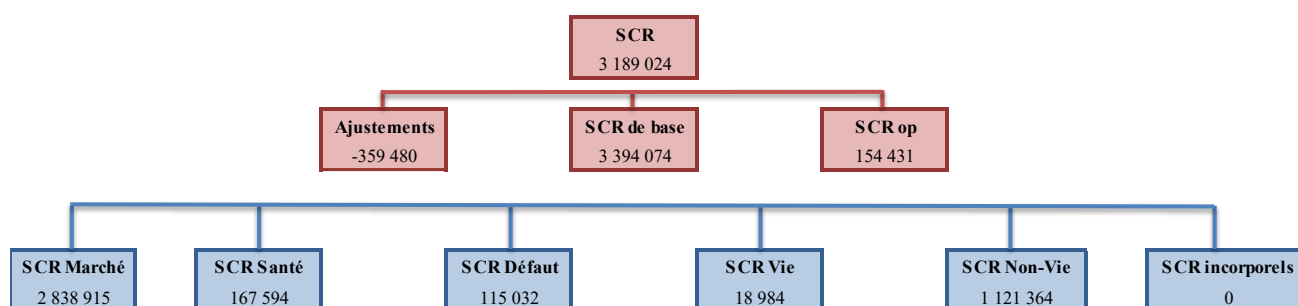 SCR
3 189 024
Ajustements
-359 480
SCR de base
3 394 074
SCR op
154 431
SCR Marché
2 838 915
SCR Santé
167 594
SCR Défaut
115 032
SCR Vie
18 984
SCR Non-Vie
1 121 364
SCR incorporels
0